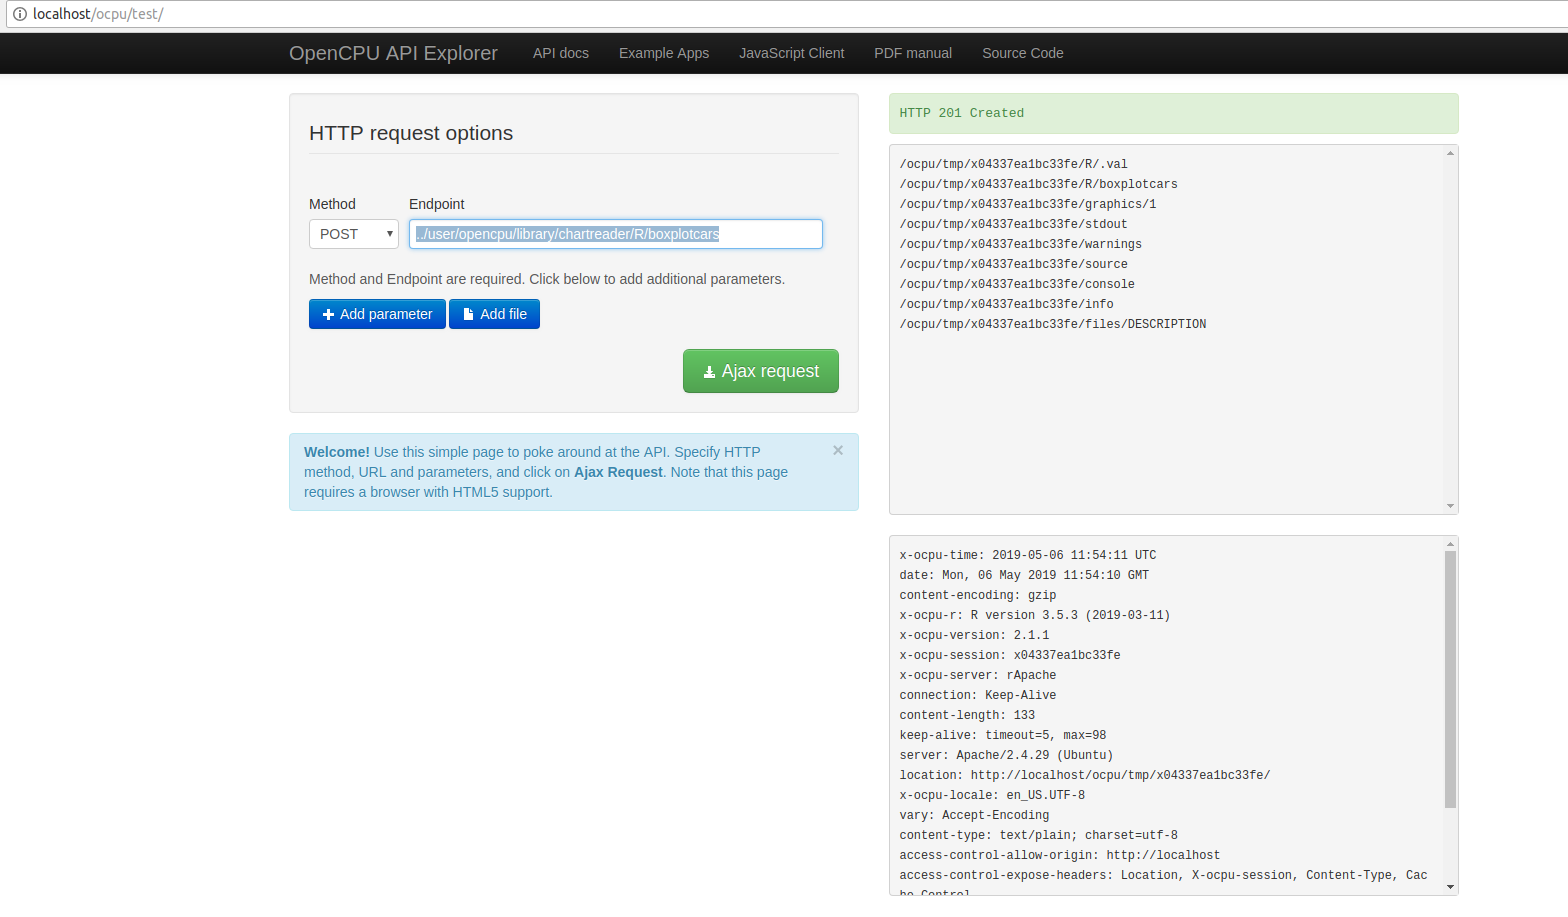 localhost/ocpu/test/
OpenCPU API Explorer API docs Example Apps JavaScript Client PDF manual Source Code
HTTP request options
Method Endpoint
POST ../user/opencpu/library/chartreader/R/boxplotcars
Method and Endpoint are required. Click below to add additional parameters.
Add parameter Add file
Ajax request
Welcome! Use this simple page to poke around at the API. Specify HTTP
method, URL and parameters, and click on Ajax Request. Note that this page
requires a browser with HTML5 support.
×
HTTP 201 Created
/ocpu/tmp/x04337ea1bc33fe/R/.val
/ocpu/tmp/x04337ea1bc33fe/R/boxplotcars
/ocpu/tmp/x04337ea1bc33fe/graphics/1
/ocpu/tmp/x04337ea1bc33fe/stdout
/ocpu/tmp/x04337ea1bc33fe/warnings
/ocpu/tmp/x04337ea1bc33fe/source
/ocpu/tmp/x04337ea1bc33fe/console
/ocpu/tmp/x04337ea1bc33fe/info
/ocpu/tmp/x04337ea1bc33fe/files/DESCRIPTION
x-ocpu-time: 2019-05-06 11:54:11 UTC
date: Mon, 06 May 2019 11:54:10 GMT
content-encoding: gzip
x-ocpu-r: R version 3.5.3 (2019-03-11)
x-ocpu-version: 2.1.1
x-ocpu-session: x04337ea1bc33fe
x-ocpu-server: rApache
connection: Keep-Alive
content-length: 133
keep-alive: timeout=5, max=98
server: Apache/2.4.29 (Ubuntu)
location: http://localhost/ocpu/tmp/x04337ea1bc33fe/
x-ocpu-locale: en_US.UTF-8
vary: Accept-Encoding
content-type: text/plain; charset=utf-8
access-control-allow-origin: http://localhost
access-control-expose-headers: Location, X-ocpu-session, Content-Type, Cac
he-Control